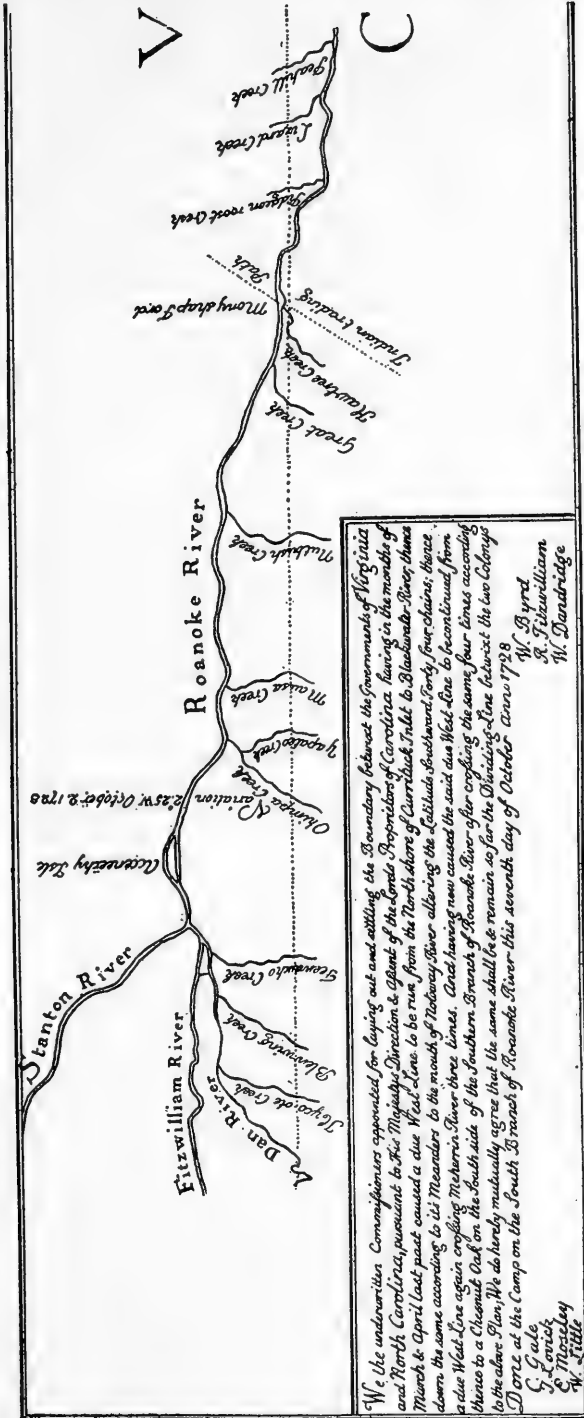 V
C
Stanton River
Fitzwilliam River
Dan River
Hyco-ote Creek
Blewwing Creek
Tewaucho Creek
Accaneechy Isle
Variation 2.25 W. October 2. 1728
Roanoke River
Ohimpa Creek
Yapatoo Creek
Massa Creek
Nutbush Creek
Great Creek
Hawtree Creek
Indian trading
Path
Monyshap Ford
Pidgeon roost Creek
Lizard Creek
Peahill Creek
We the underwritten Commissioners appointed for laying out and settling the Boundary betwixt the Governments of Virginia
and North Carolina, pursuant to His Majestys Direction & Assent of the Lords Proprietors of Carolina having in the months of
March & April last past caused a due West-Line to be run from the North shore of Currituck Inlet to Blackwater-River, thence
down the same according to its Meanders to the mouth of Notoway River altering the Latitude Southward Forty four chains; thence
a due West-Line again crossing Meherrin River three times. And having now caused the said due West-Line to be continued from
thence to a Chesnut Oak on the South side of the Southern Branch of Roanoke River after crossing the same four times according
to the above Plan; We do hereby mutually agree that the same shall be & remain so far the Dividing-Line betwixt the two Colonys
Done at the Camp on the South Branch of Roanoke River this seventh day of October Anno 1728
C. Gale
J. Lovick
E. Moseley
W. Little
W. Byrd
R. Fitzwilliam
W. Dandridge